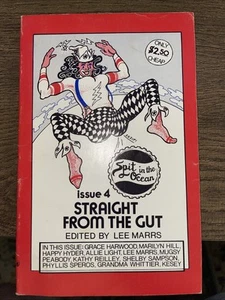 ONLY
$2.50
CHEAP
Spit in the
Ocean
issue 4
STRAIGHT
FROM THE GUT
EDITED BY LEE MARRS
IN THIS ISSUE: GRACE HARWOOD, MARILYN HILL,
HAPPY HYDER, ALLIE LIGHT, LEE MARRS, MUGSY
PEABODY, KATHY REILLEY, SHELBY SAMPSON,
PHYLLIS SPEROS, GRANDMA WHITTIER, KESEY